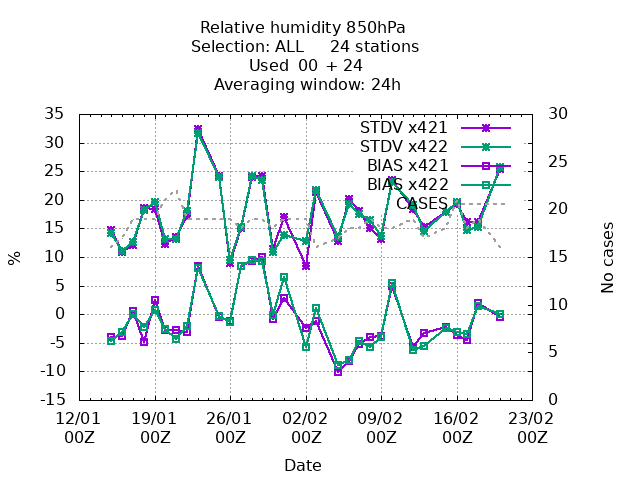 Relative humidity 850hPa
Selection: ALL 24 stations
Used 00 + 24
Averaging window: 24h
35
30
25
20
15
10
5
0
-5
-10
-15
%
STDV x421
STDV x422
BIAS x421
BIAS x422
CASES
30
25
20
15
10
5
0
No cases
12/01 19/01 26/01 02/02 09/02 16/02 23/02
00Z 00Z 00Z 00Z 00Z 00Z 00Z
Date